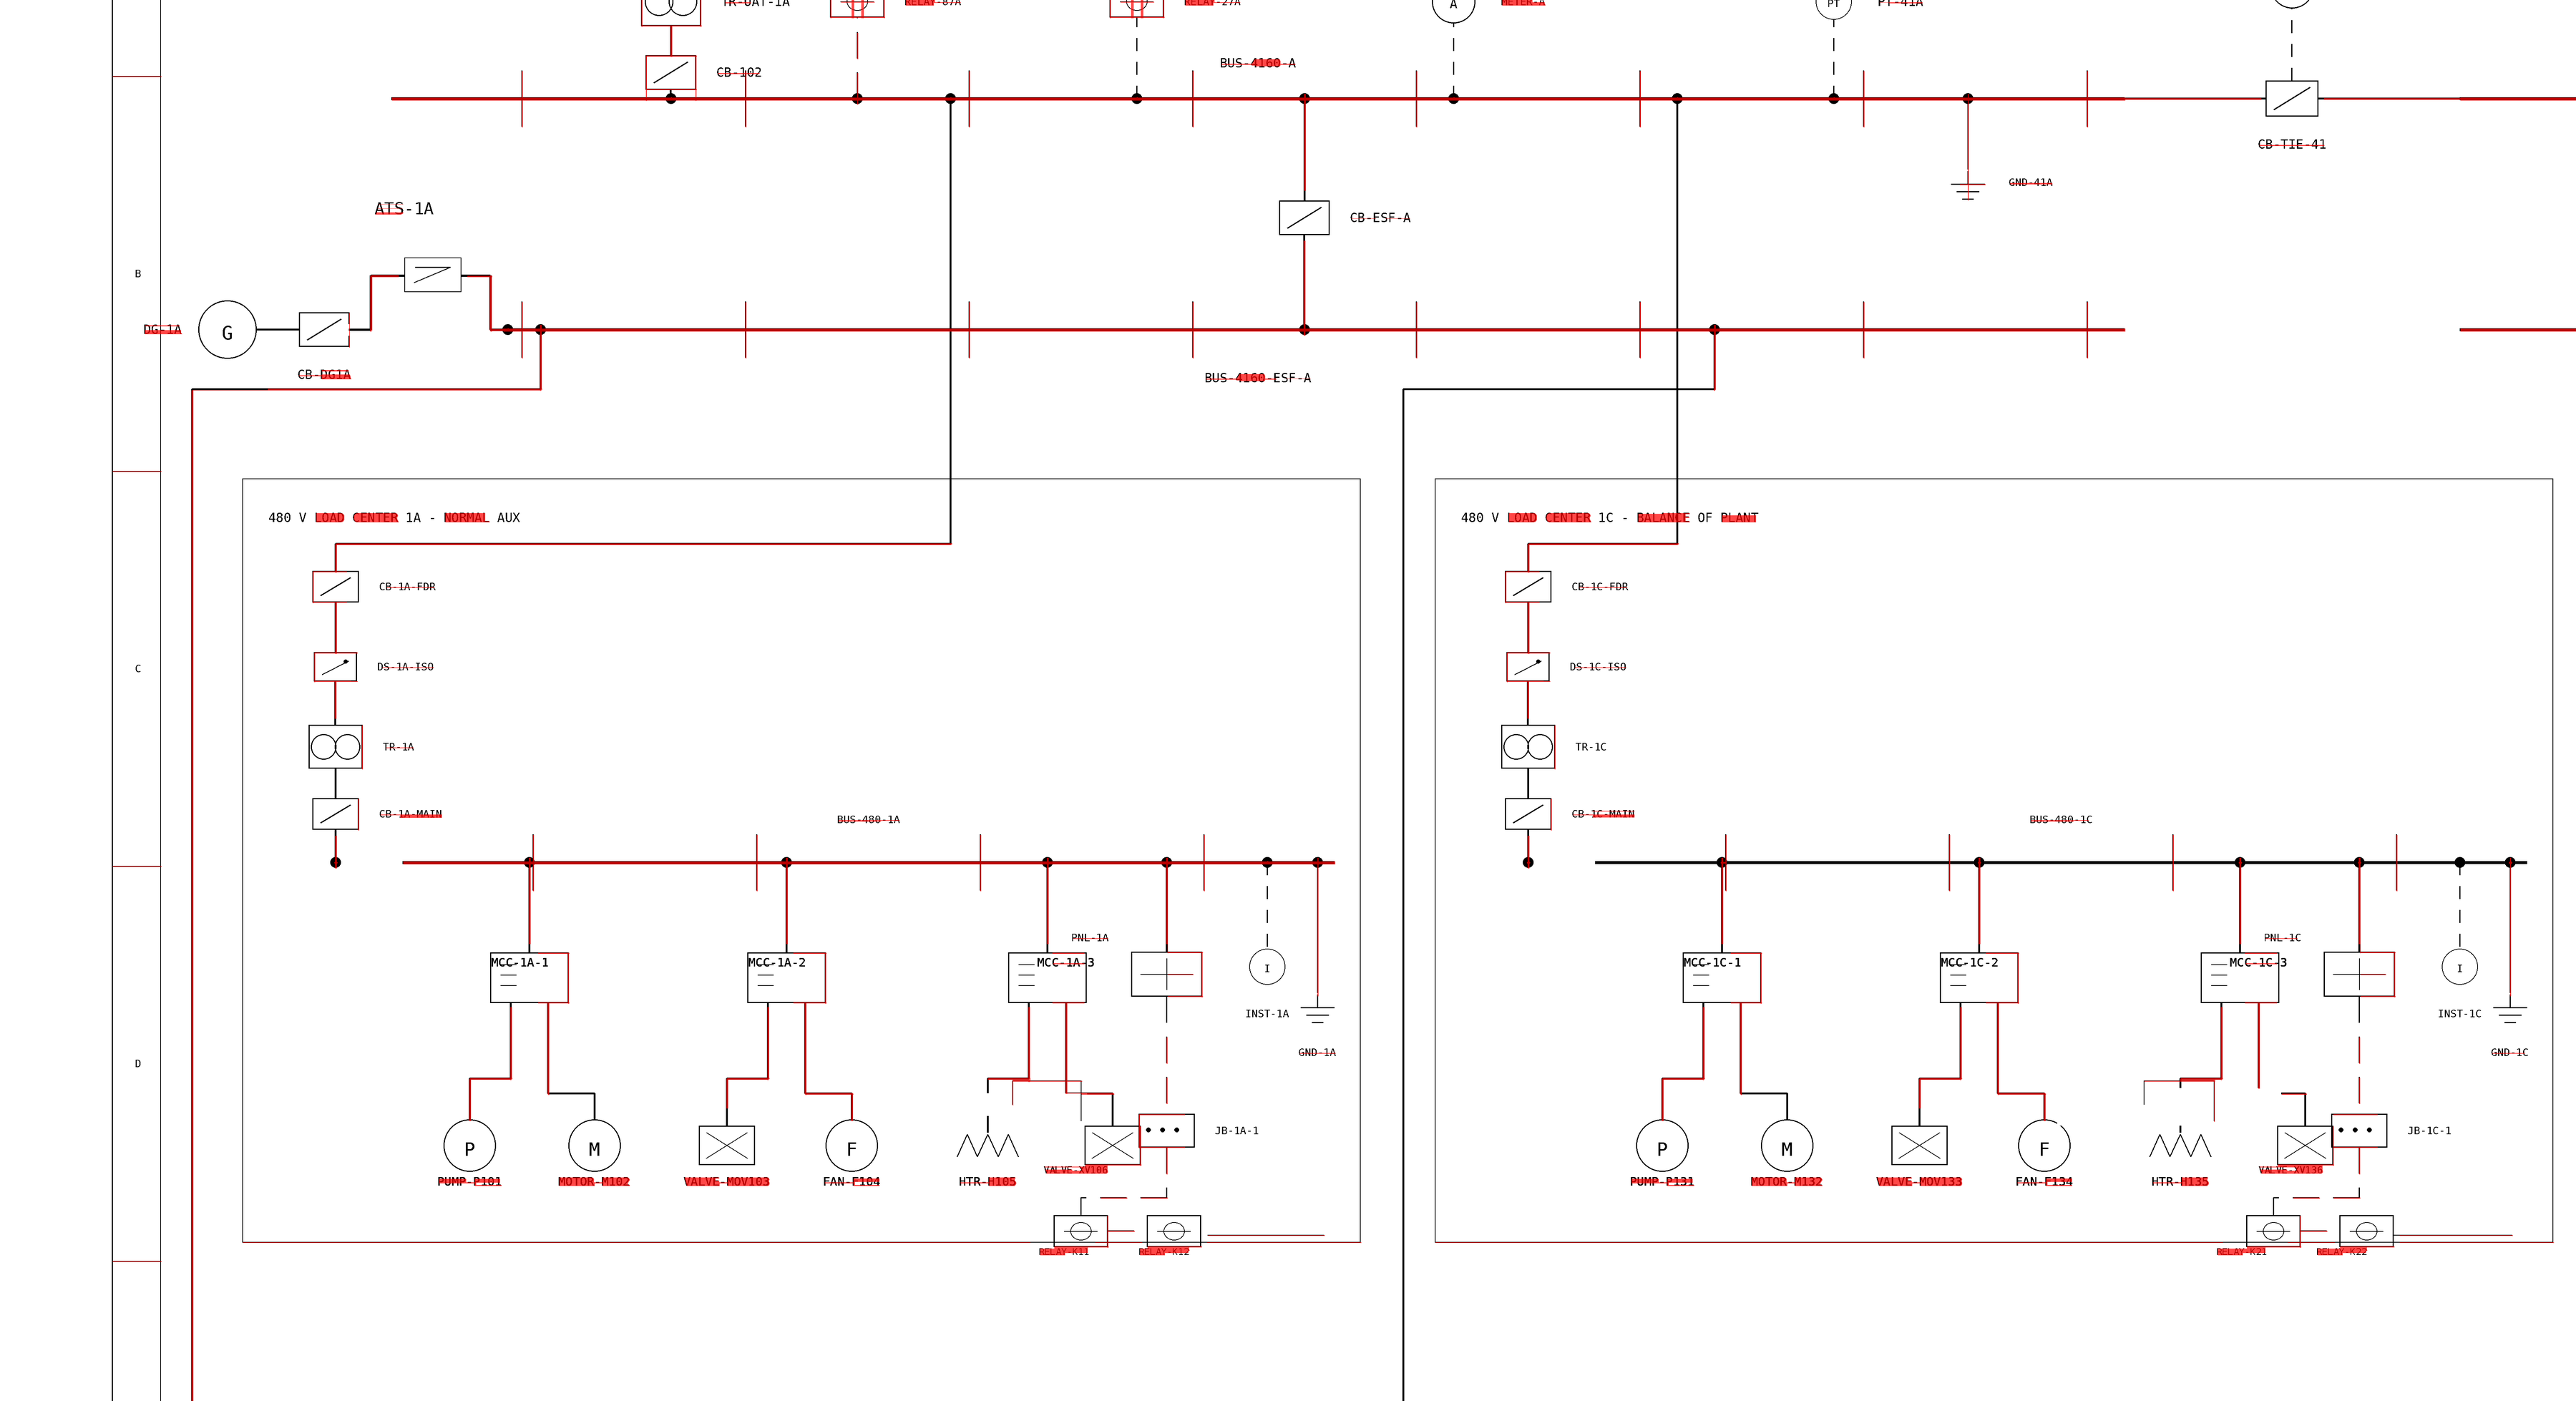 TR-UAT-1A
RELAY-87A
RELAY-27A
A
METER-A
PT
PT-41A
CB-102
BUS-4160-A
CB-TIE-41
GND-41A
ATS-1A
CB-ESF-A
B
DG-1A
G
CB-DG1A
BUS-4160-ESF-A
480 V LOAD CENTER 1A - NORMAL AUX
480 V LOAD CENTER 1C - BALANCE OF PLANT
CB-1A-FDR
CB-1C-FDR
C
DS-1A-ISO
DS-1C-ISO
TR-1A
TR-1C
CB-1A-MAIN
BUS-480-1A
CB-1C-MAIN
BUS-480-1C
PNL-1A
PNL-1C
MCC-1A-1
MCC-1A-2
MCC-1A-3
I
MCC-1C-1
MCC-1C-2
MCC-1C-3
I
INST-1A
INST-1C
GND-1A
GND-1C
D
JB-1A-1
JB-1C-1
P
M
F
P
M
F
VALVE-XV106
VALVE-XV136
PUMP-P101
MOTOR-M102
VALVE-MOV103
FAN-F104
HTR-H105
PUMP-P131
MOTOR-M132
VALVE-MOV133
FAN-F134
HTR-H135
RELAY-K11
RELAY-K12
RELAY-K21
RELAY-K22